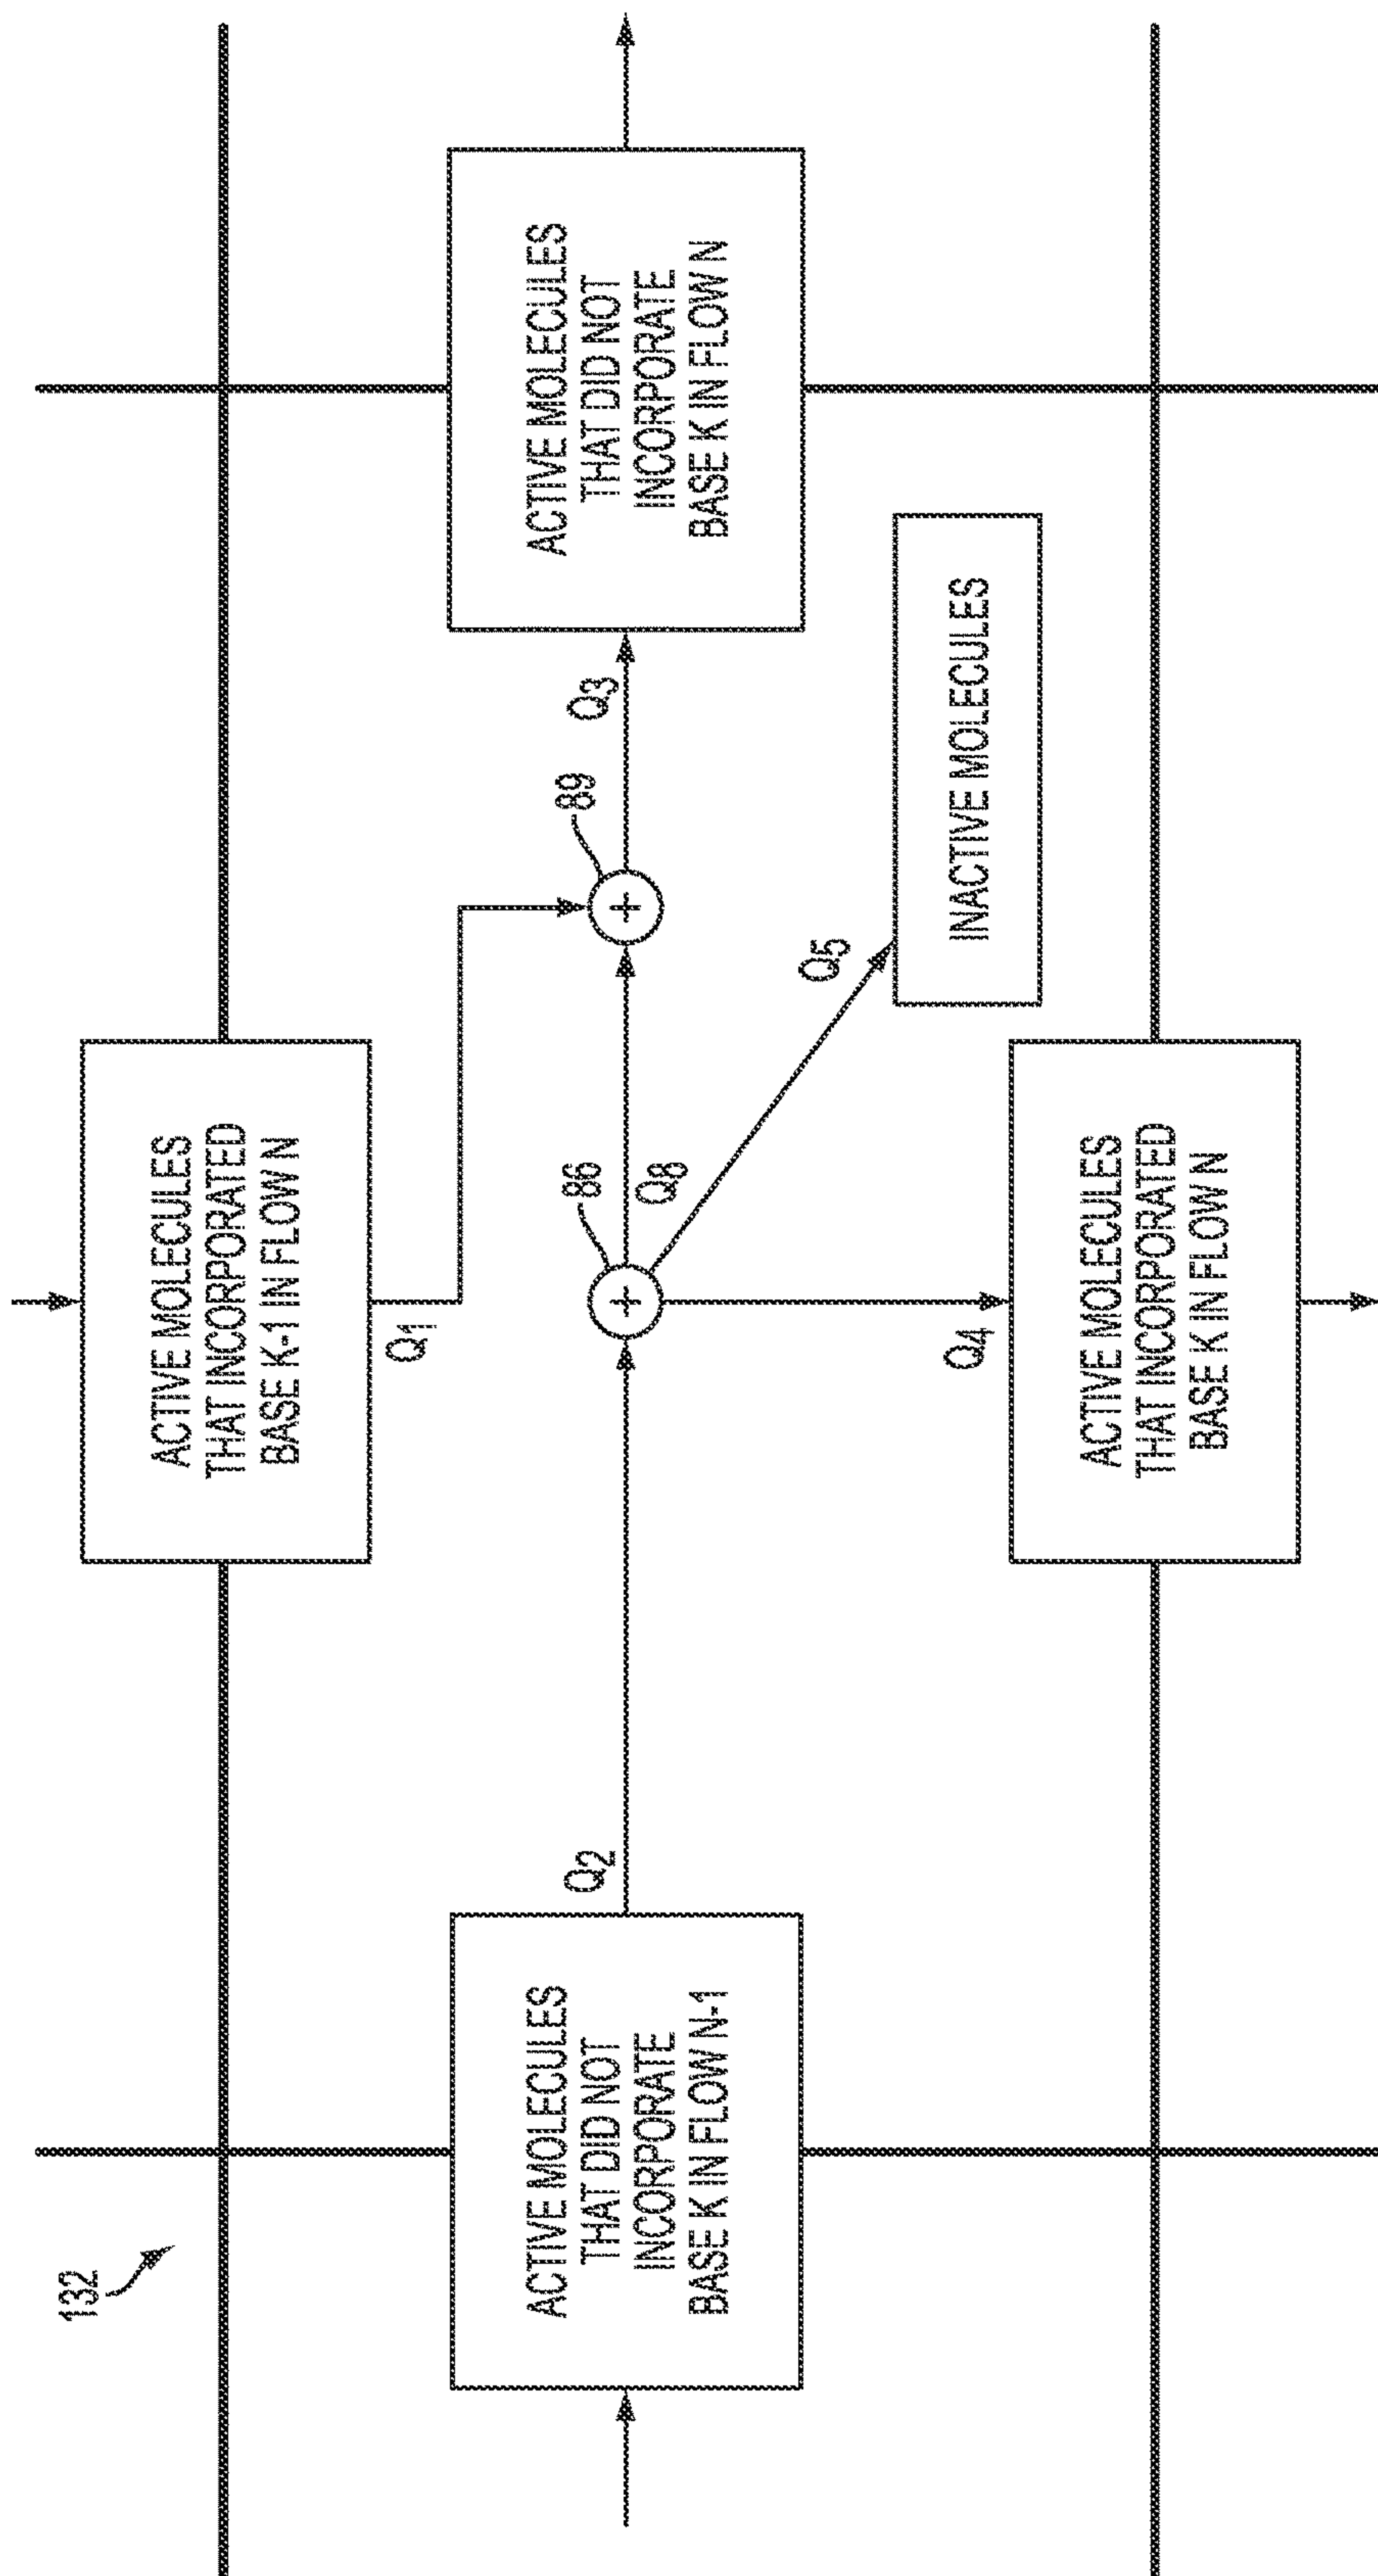 132
ACTIVE MOLECULES
THAT INCORPORATED
BASE K-1 IN FLOW N
Q1
ACTIVE MOLECULES
THAT DID NOT
INCORPORATE
BASE K IN FLOW N-1
Q2
86
Q8
89
Q3
ACTIVE MOLECULES
THAT DID NOT
INCORPORATE
BASE K IN FLOW N
Q5
INACTIVE MOLECULES
Q4
ACTIVE MOLECULES
THAT INCORPORATED
BASE K IN FLOW N